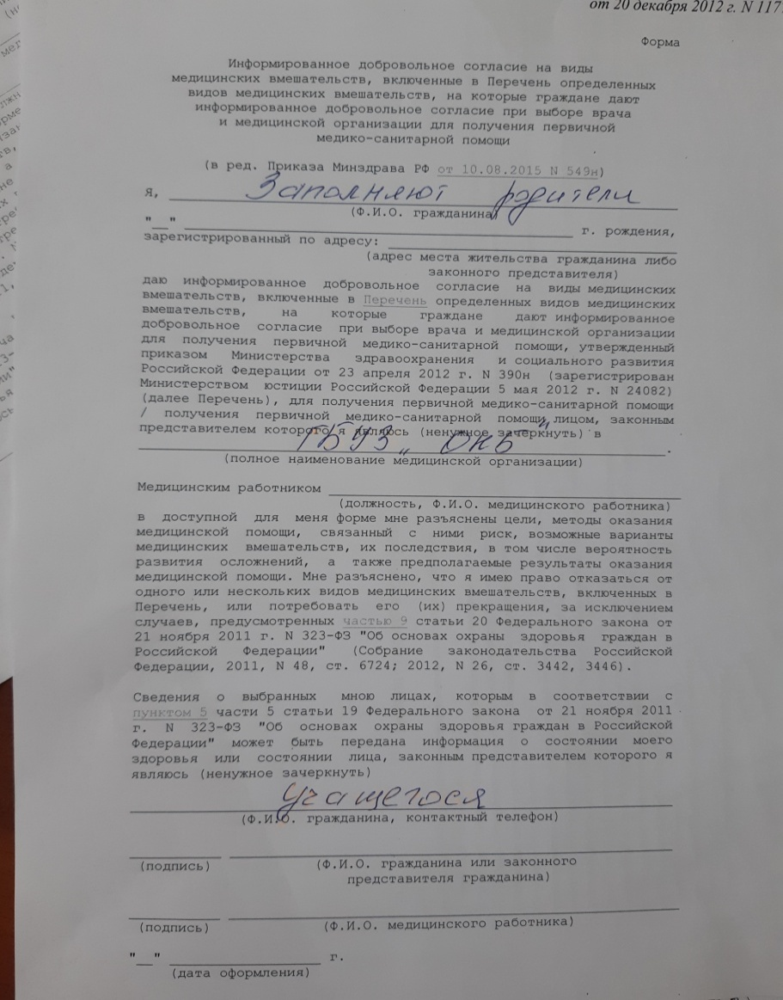 от 20 декабря 2012 г. N 117
Форма
Информированное добровольное согласие на виды
медицинских вмешательств, включенные в Перечень определенных
видов медицинских вмешательств, на которые граждане дают
информированное добровольное согласие при выборе врача
и медицинской организации для получения первичной
медико-санитарной помощи
(в ред. Приказа Минздрава РФ от 10.08.2015 N 549н)
Я, Заполняют родители
(Ф.И.О. гражданина)
"__" ____ г. рождения,
зарегистрированный по адресу: ____
(адрес места жительства гражданина либо
законного представителя)
даю информированное добровольное согласие на виды медицинских
вмешательств, включенные в Перечень определенных видов медицинских
вмешательств, на которые граждане дают информированное
добровольное согласие при выборе врача и медицинской организации
для получения первичной медико-санитарной помощи, утвержденный
приказом Министерства здравоохранения и социального развития
Российской Федерации от 23 апреля 2012 г. N 390н (зарегистрирован
Министерством юстиции Российской Федерации 5 мая 2012 г. N 24082)
(далее Перечень), для получения первичной медико-санитарной помощи
/ получения первичной медико-санитарной помощи лицом, законным
представителем которого я являюсь (ненужное зачеркнуть) в
ГБУЗ „ОКБ"
(полное наименование медицинской организации)
Медицинским работником ____
(должность, Ф.И.О. медицинского работника)
в доступной для меня форме мне разъяснены цели, методы оказания
медицинской помощи, связанный с ними риск, возможные варианты
медицинских вмешательств, их последствия, в том числе вероятность
развития осложнений, а также предполагаемые результаты оказания
медицинской помощи. Мне разъяснено, что я имею право отказаться от
одного или нескольких видов медицинских вмешательств, включенных в
Перечень, или потребовать его (их) прекращения, за исключением
случаев, предусмотренных частью 9 статьи 20 Федерального закона от
21 ноября 2011 г. N 323-ФЗ "Об основах охраны здоровья граждан в
Российской Федерации" (Собрание законодательства Российской
Федерации, 2011, N 48, ст. 6724; 2012, N 26, ст. 3442, 3446).
Сведения о выбранных мною лицах, которым в соответствии с
пунктом 5 части 5 статьи 19 Федерального закона от 21 ноября 2011
г. N 323-ФЗ "Об основах охраны здоровья граждан в Российской
Федерации" может быть передана информация о состоянии моего
здоровья или состоянии лица, законным представителем которого я
являюсь (ненужное зачеркнуть)
Учащегося
(Ф.И.О. гражданина, контактный телефон)
(подпись) (Ф.И.О. гражданина или законного
представителя гражданина)
(подпись) (Ф.И.О. медицинского работника)
"__" ____ г.
(дата оформления)